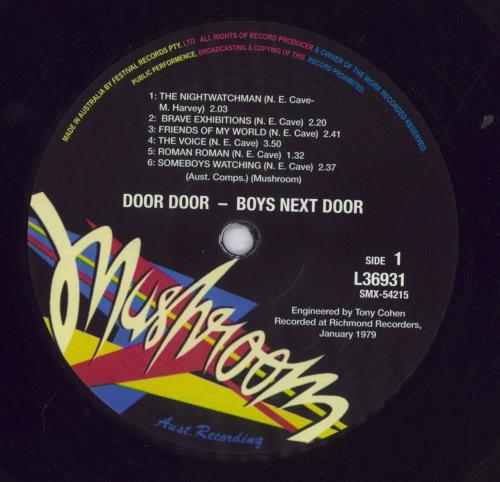 MADE IN AUSTRALIA BY FESTIVAL RECORDS PTY. LTD. ALL RIGHTS OF RECORD PRODUCER & OWNER OF THE WORK RECORDED RESERVED.
PUBLIC PERFORMENCE, BROADCASTING & COPYING OF THIS RECORD PROHIBITED
1: THE NIGHTWATCHMAN (N. E. Cave-
M. Harvey) 2.03
2: BRAVE EXHIBITIONS (N. E. Cave) 2.20
3: FRIENDS OF MY WORLD (N. E. Cave) 2.41
4: THE VOICE (N. E. Cave) 3.50
5: ROMAN ROMAN (N. E. Cave) 1.32
6: SOMEBOYS WATCHING (N. E. Cave) 2.37
(Aust. Comps.) (Mushroom)
DOOR DOOR – BOYS NEXT DOOR
SIDE 1
L36931
SMX-54215
Engineered by Tony Cohen
Recorded at Richmond Recorders,
January 1979
Mushroom
Aust. Recording